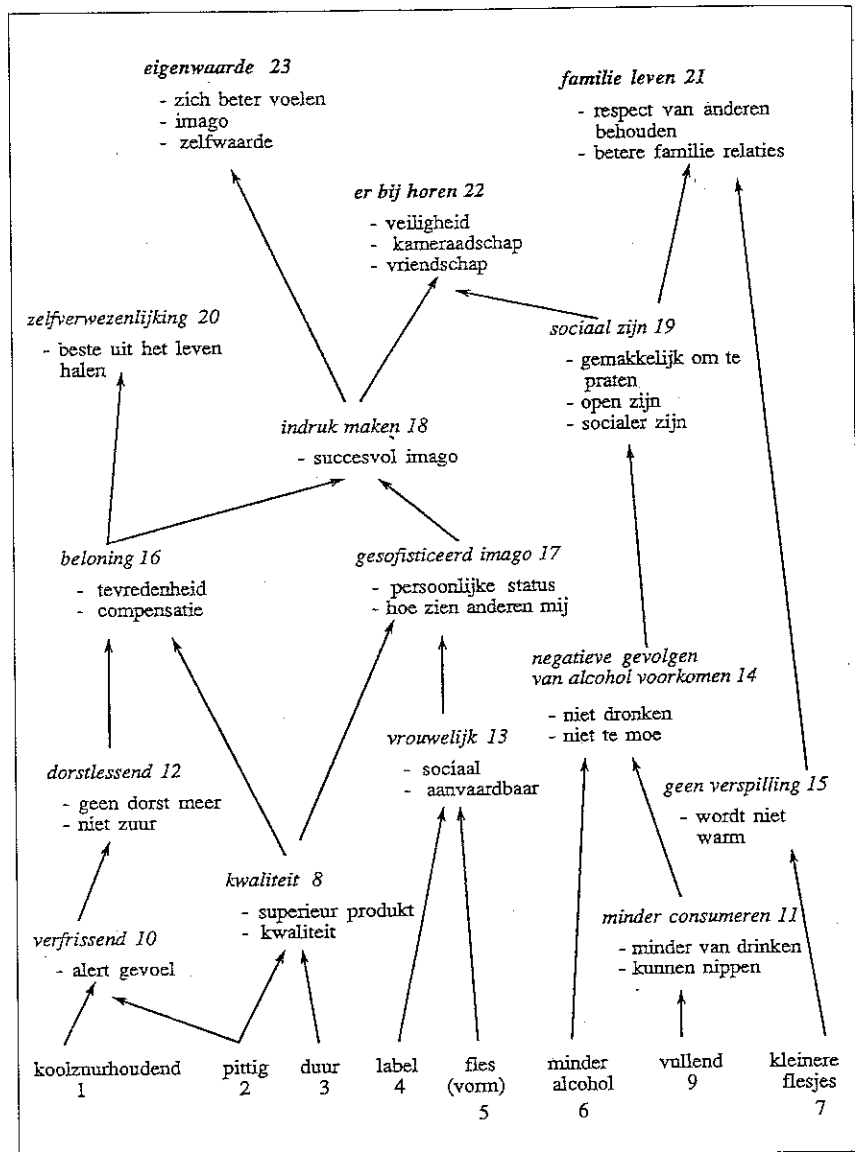 eigenwaarde 23
- zich beter voelen
- imago
- zelfwaarde
familie leven 21
- respect van anderen
behouden
- betere familie relaties
er bij horen 22
- veiligheid
- kameraadschap
- vriendschap
zelfverwezenlijking 20
- beste uit het leven
halen
sociaal zijn 19
- gemakkelijk om te
praten
- open zijn
- socialer zijn
indruk maken 18
- succesvol imago
beloning 16
- tevredenheid
- compensatie
gesofisticeerd imago 17
- persoonlijke status
- hoe zien anderen mij
negatieve gevolgen
van alcohol voorkomen 14
- niet dronken
- niet te moe
vrouwelijk 13
- sociaal
- aanvaardbaar
dorstlessend 12
- geen dorst meer
- niet zuur
geen verspilling 15
- wordt niet
warm
kwaliteit 8
- superieur produkt
- kwaliteit
minder consumeren 11
- minder van drinken
- kunnen nippen
verfrissend 10
- alert gevoel
koolznurhoudend
1
pittig
2
duur
3
label
4
fies
(vorm)
5
minder
alcohol
6
vullend
9
kleinere
flesjes
7